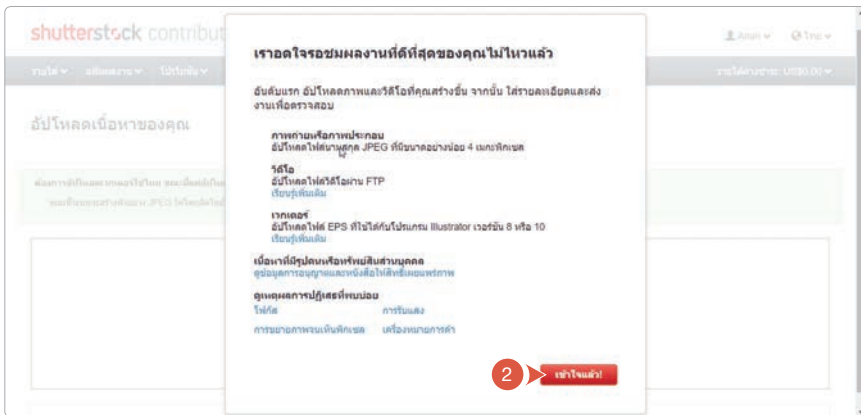 shutterstock contribut
Anan
ไทย
รายได้
โปรโมชั่น
อัปโหลดเนื้อหาของคุณ
เราอดใจรอชมผลงานที่ดีที่สุดของคุณไม่ไหวแล้ว
อันดับแรก อัปโหลดภาพและวิดีโอที่คุณสร้างขึ้น จากนั้น ใส่รายละเอียดและส่ง
งานเพื่อตรวจสอบ
ภาพถ่ายหรือภาพประกอบ
อัปโหลดไฟล์นามสกุล JPEG ที่มีขนาดอย่างน้อย 4 เมกะพิกเซล
วิดีโอ
อัปโหลดไฟล์วิดีโอผ่าน FTP
เรียนรู้เพิ่มเติม
เวกเตอร์
อัปโหลดไฟล์ EPS ที่ใช้ได้กับโปรแกรม Illustrator เวอร์ชัน 8 หรือ 10
เรียนรู้เพิ่มเติม
เนื้อหาที่มีรูปคนหรือทรัพย์สินส่วนบุคคล
ดูข้อมูลการอนุญาตและหนังสือให้สิทธิ์เผยแพร่ภาพ
ดูเหตุผลการปฏิเสธที่พบบ่อย
โฟกัส การรับแสง
การขยายภาพจนเห็นพิกเซล เครื่องหมายการค้า
2 เข้าใจแล้ว!